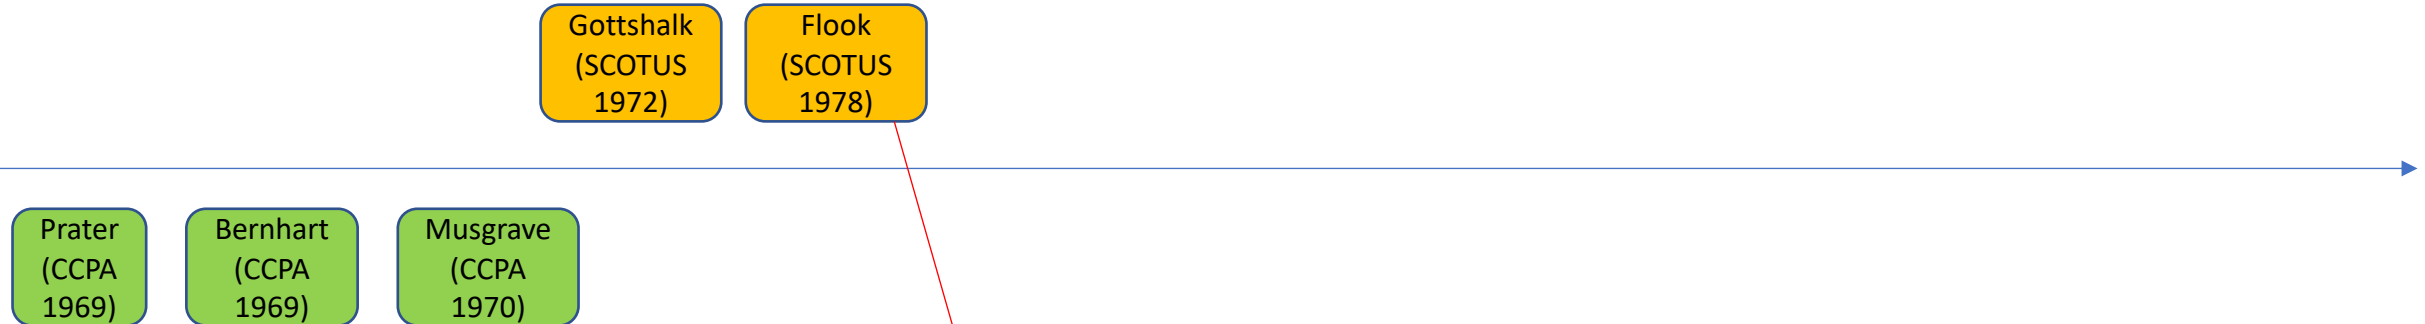 Gottshalk
(SCOTUS
1972)
Flook
(SCOTUS
1978)
Prater
(CCPA
1969)
Bernhart
(CCPA
1969)
Musgrave
(CCPA
1970)